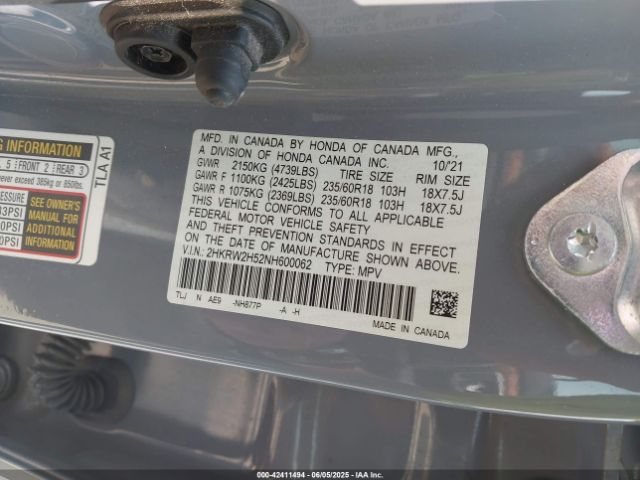 G INFORMATION
5 FRONT 2 REAR 3
never exceed 385kg or 850lbs.
TLA A1
SEE OWNER'S
MANUAL FOR
ADDITIONAL
INFORMATION
MFD. IN CANADA BY HONDA OF CANADA MFG.,
A DIVISION OF HONDA CANADA INC. 10/'21
GVWR 2150KG (4739LBS) TIRE SIZE RIM SIZE
GAWR F 1100KG (2425LBS) 235/60R18 103H 18X7.5J
GAWR R 1075KG (2369LBS) 235/60R18 103H 18X7.5J
THIS VEHICLE CONFORMS TO ALL APPLICABLE
FEDERAL MOTOR VEHICLE SAFETY
AND THEFT PREVENTION STANDARDS IN EFFECT
ON THE DATE OF MANUFACTURE SHOWN ABOVE.
V.I.N.: 2HKRW2H52NH600062 TYPE: MPV
TLJ N AE9 -NH877P -A -H
MADE IN CANADA
000-42411494 - 06/05/2025 - IAAI